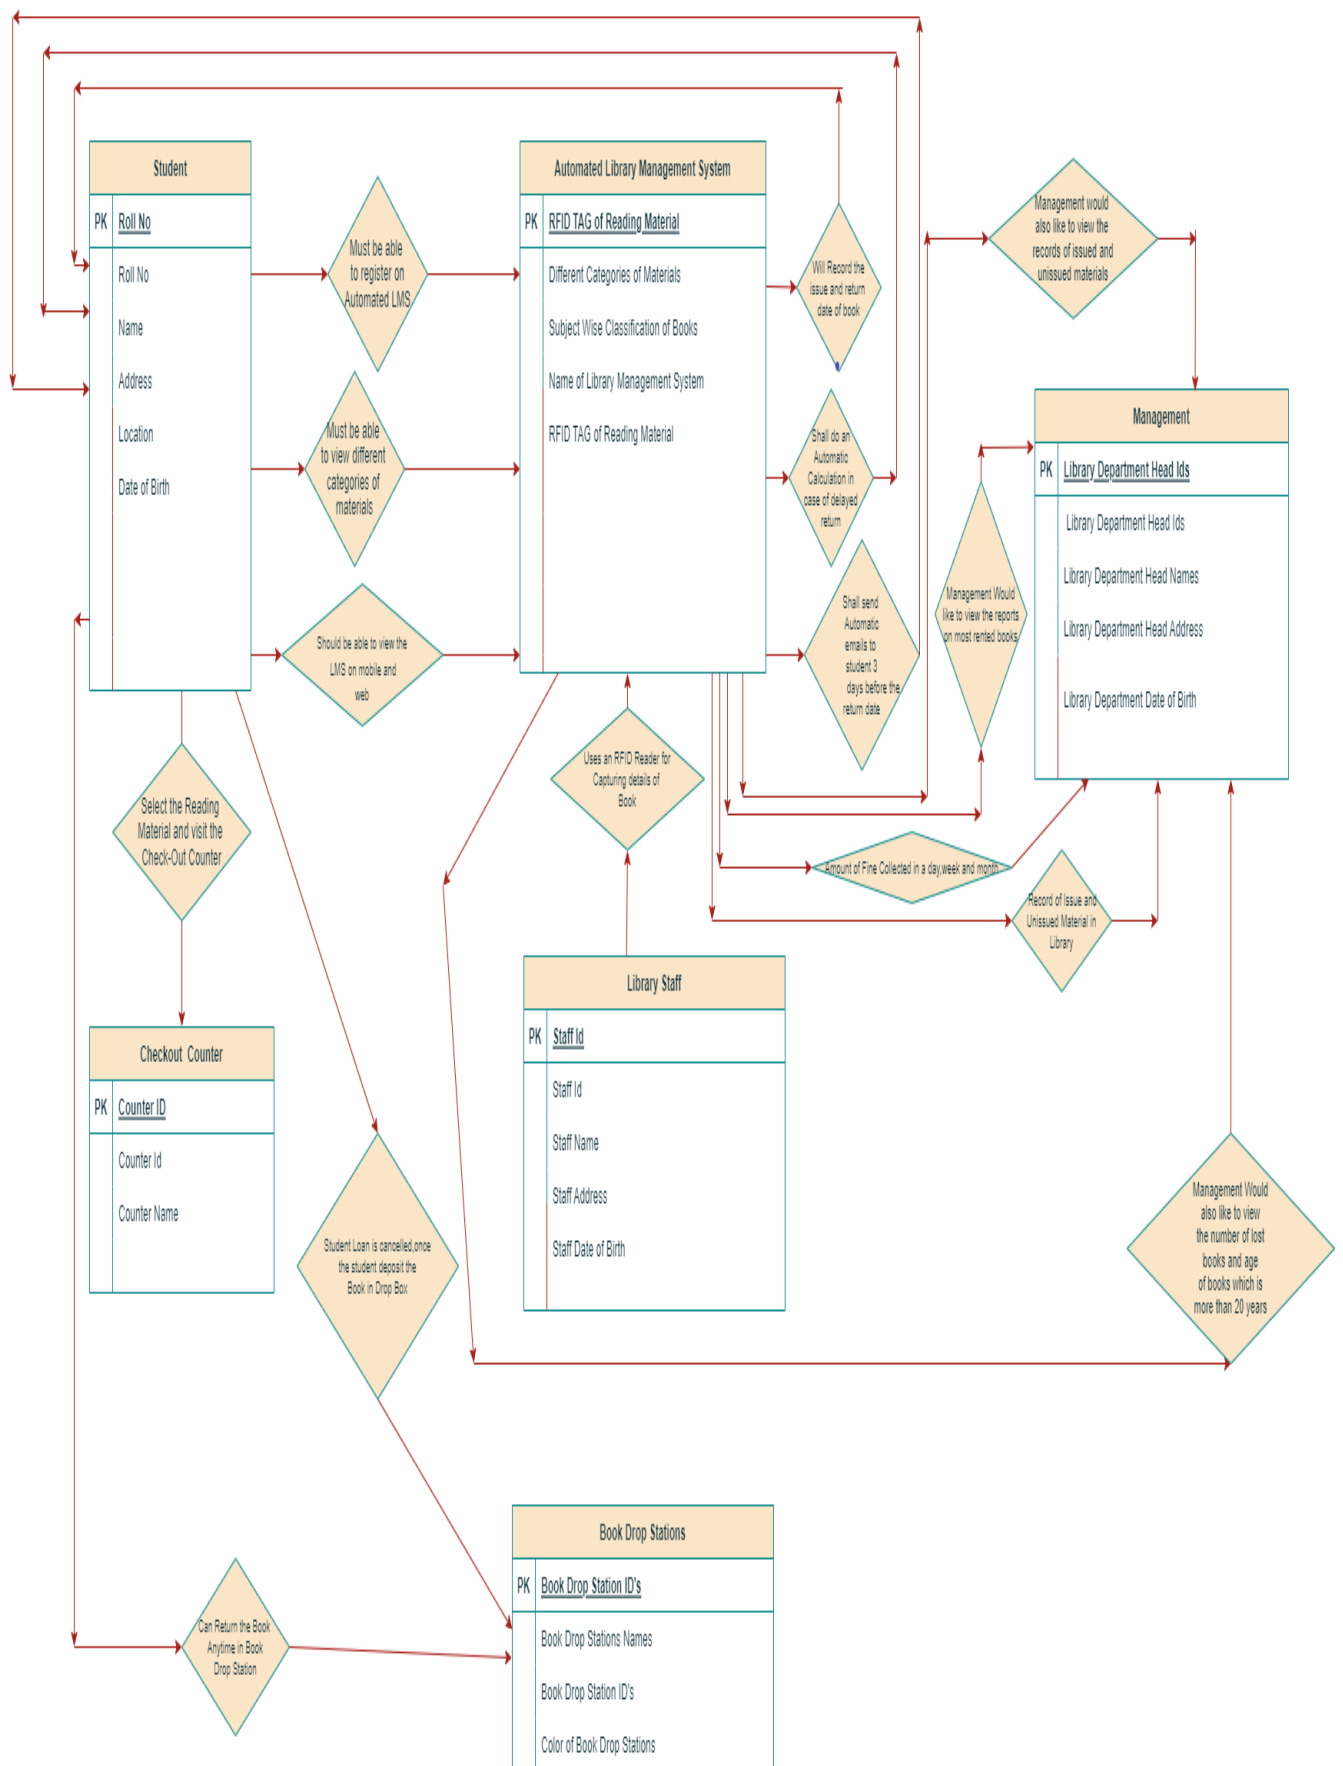 Student
PK Roll No
Roll No
Name
Address
Location
Date of Birth
Must be able
to register on
Automated LMS
Must be able
to view different
categories of
materials
Should be able to view the
LMS on mobile and
web
Automated Library Management System
PK RFID TAG of Reading Material
Different Categories of Materials
Subject Wise Classification of Books
Name of Library Management System
RFID TAG of Reading Material
Will Record the
issue and return
date of book
Shall do an
Automatic
Calculation in
case of delayed
return
Shall send
Automatic
emails to
student 3
days before the
return date
Management would
also like to view the
records of issued and
unissued materials
Management Would
like to view the reports
on most rented books
Management
PK Library Department Head Ids
Library Department Head Ids
Library Department Head Names
Library Department Head Address
Library Department Date of Birth
Select the Reading
Material and visit the
Check-Out Counter
Uses an RFID Reader for
Capturing details of
Book
Amount of Fine Collected in a day,week and month
Record of Issue and
Unissued Material in
Library
Checkout Counter
PK Counter ID
Counter Id
Counter Name
Library Staff
PK Staff Id
Staff Id
Staff Name
Staff Address
Staff Date of Birth
Student Loan is cancelled,once
the student deposit the
Book in Drop Box
Management Would
also like to view
the number of lost
books and age
of books which is
more than 20 years
Can Return the Book
Anytime in Book
Drop Station
Book Drop Stations
PK Book Drop Station ID's
Book Drop Stations Names
Book Drop Station ID's
Color of Book Drop Stations